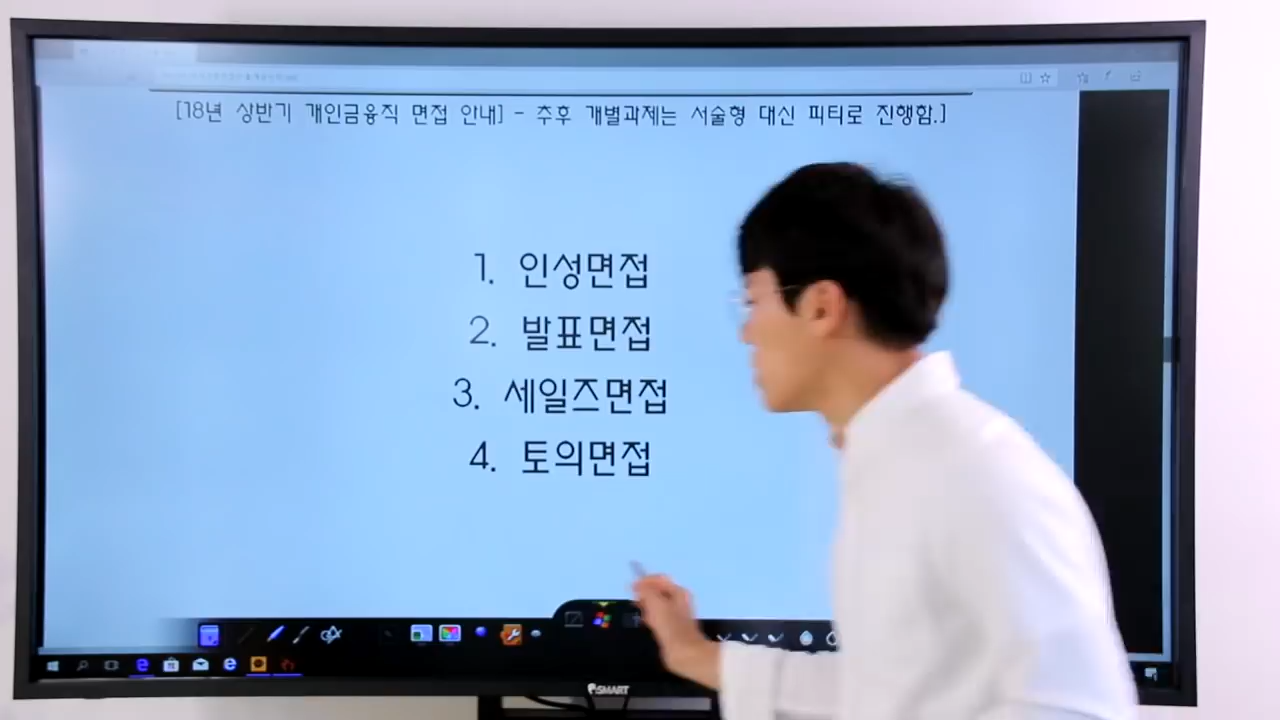 [18년 상반기 개인금융직 면접 안내] - 추후 개별과제는 서술형 대신 피티로 진행함.]
1. 인성면접
2. 발표면접
3. 세일즈면접
4. 토의면접
SMART